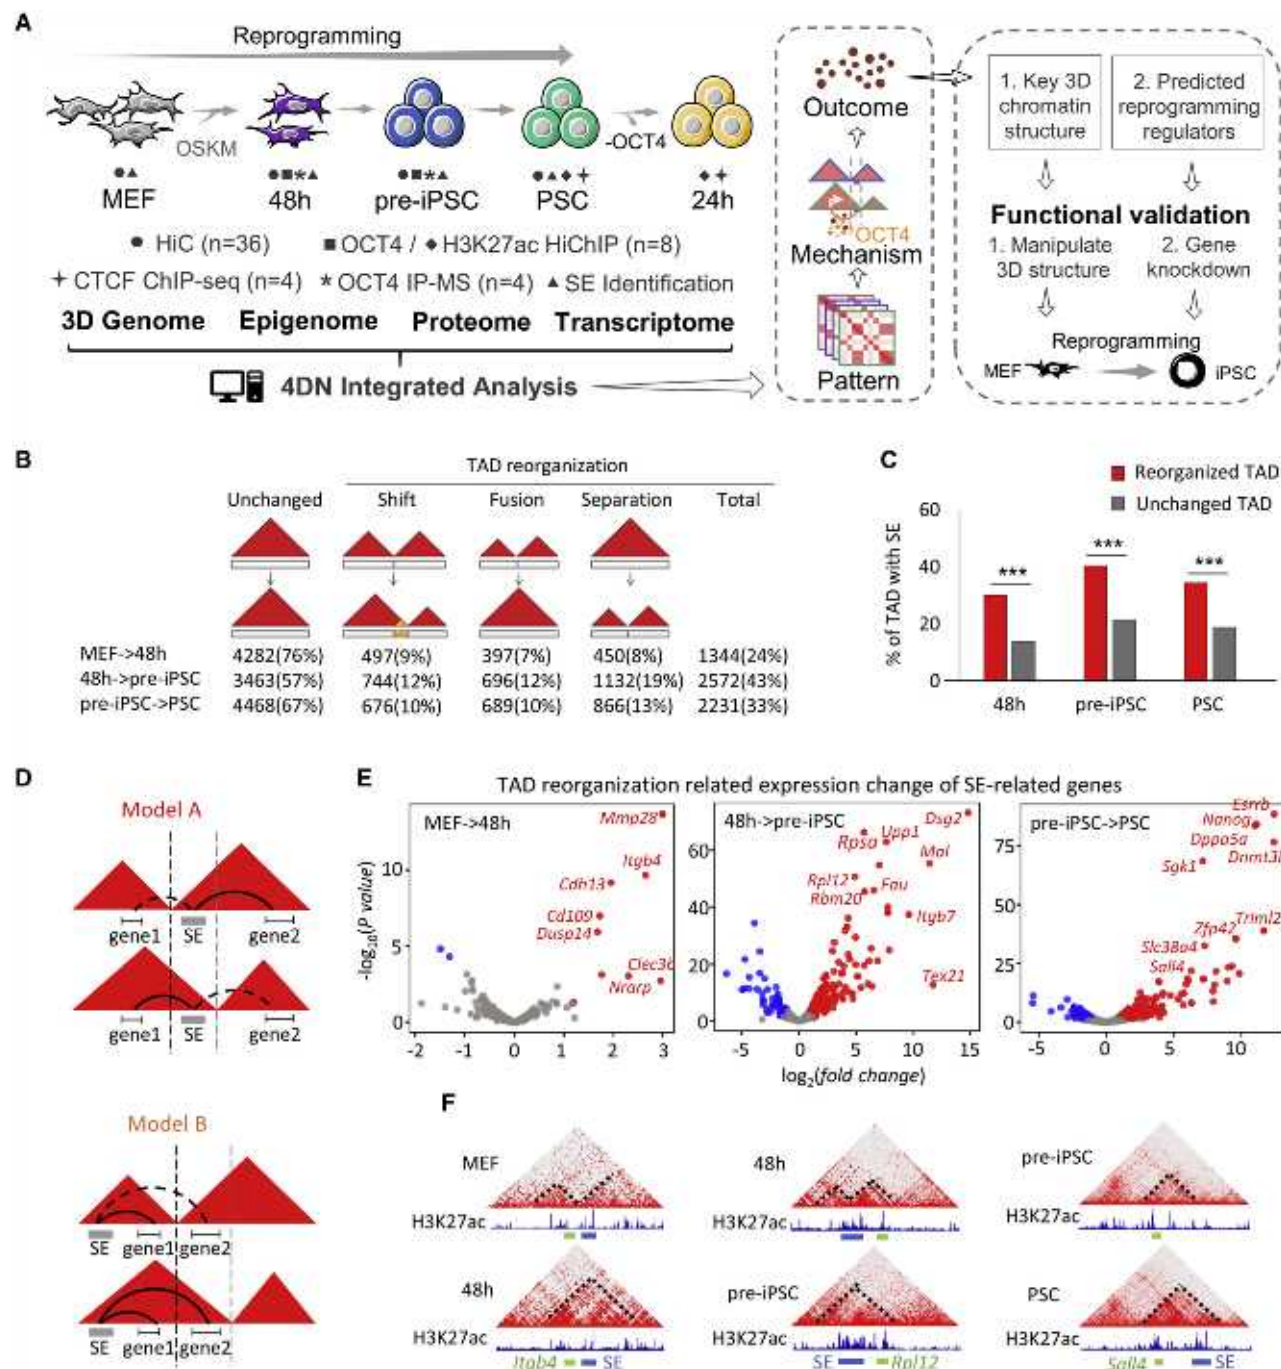 A
Reprogramming
OSKM
-OCT4
MEF
48h
pre-iPSC
PSC
24h
● HiC (n=36) ■ OCT4 / ◆ H3K27ac HiChIP (n=8)
CTCF ChIP-seq (n=4) * OCT4 IP-MS (n=4) ▲ SE Identification
3D Genome Epigenome Proteome Transcriptome
4DN Integrated Analysis
Outcome
OCT4
Mechanism
Pattern
1. Key 3D
chromatin
structure
2. Predicted
reprogramming
regulators
Functional validation
1. Manipulate
3D structure
2. Gene
knockdown
Reprogramming
MEF
iPSC
B
TAD reorganization
Unchanged Shift Fusion Separation Total
MEF->48h 4282(76%) 497(9%) 397(7%) 450(8%) 1344(24%)
48h->pre-iPSC 3463(57%) 744(12%) 696(12%) 1132(19%) 2572(43%)
pre-iPSC->PSC 4468(67%) 676(10%) 689(10%) 866(13%) 2231(33%)
C
Reorganized TAD
Unchanged TAD
% of TAD with SE
60
40
20
0
***
***
***
48h pre-iPSC PSC
D
Model A
gene1 SE gene2
gene1 SE gene2
Model B
SE gene1 gene2
SE gene1 gene2
E
TAD reorganization related expression change of SE-related genes
-log10(P value)
MEF->48h
10
5
0
-2 -1 0 1 2 3
Mmp28
Itgb4
Cdh13
Cd109
Dusp14
Nrarp
48h->pre-iPSC
60
40
20
0
-5 0 5 10 15
Dsg2
Upp1
Rpsa
Mal
Rpl12
Fau
Rbm20
Itgb7
Tex21
pre-iPSC->PSC
75
50
25
0
-5 0 5 10
Esrrb
Nanog
Dppa5a
Sgk1
Zfp42
Slc38a4
Sall4
log2(fold change)
F
MEF
H3K27ac
48h
H3K27ac
Itgb4 SE
48h
H3K27ac
pre-iPSC
H3K27ac
SE Rpl12
pre-iPSC
H3K27ac
PSC
H3K27ac
Sall4 SE